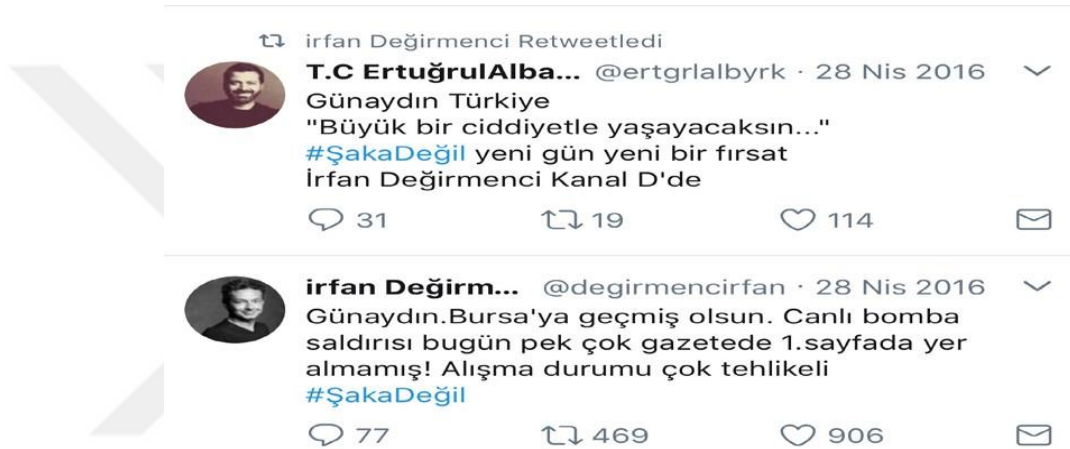 irfan Değirmenci Retweetledi
T.C ErtuğrulAlba... @ertgrlalbyrk · 28 Nis 2016
Günaydın Türkiye
"Büyük bir ciddiyetle yaşayacaksın..."
#ŞakaDeğil yeni gün yeni bir fırsat
İrfan Değirmenci Kanal D'de
31 19 114
irfan Değirm... @degirmencirfan · 28 Nis 2016
Günaydın.Bursa'ya geçmiş olsun. Canlı bomba
saldırısı bugün pek çok gazetede 1.sayfada yer
almamış! Alışma durumu çok tehlikeli
#ŞakaDeğil
77 469 906